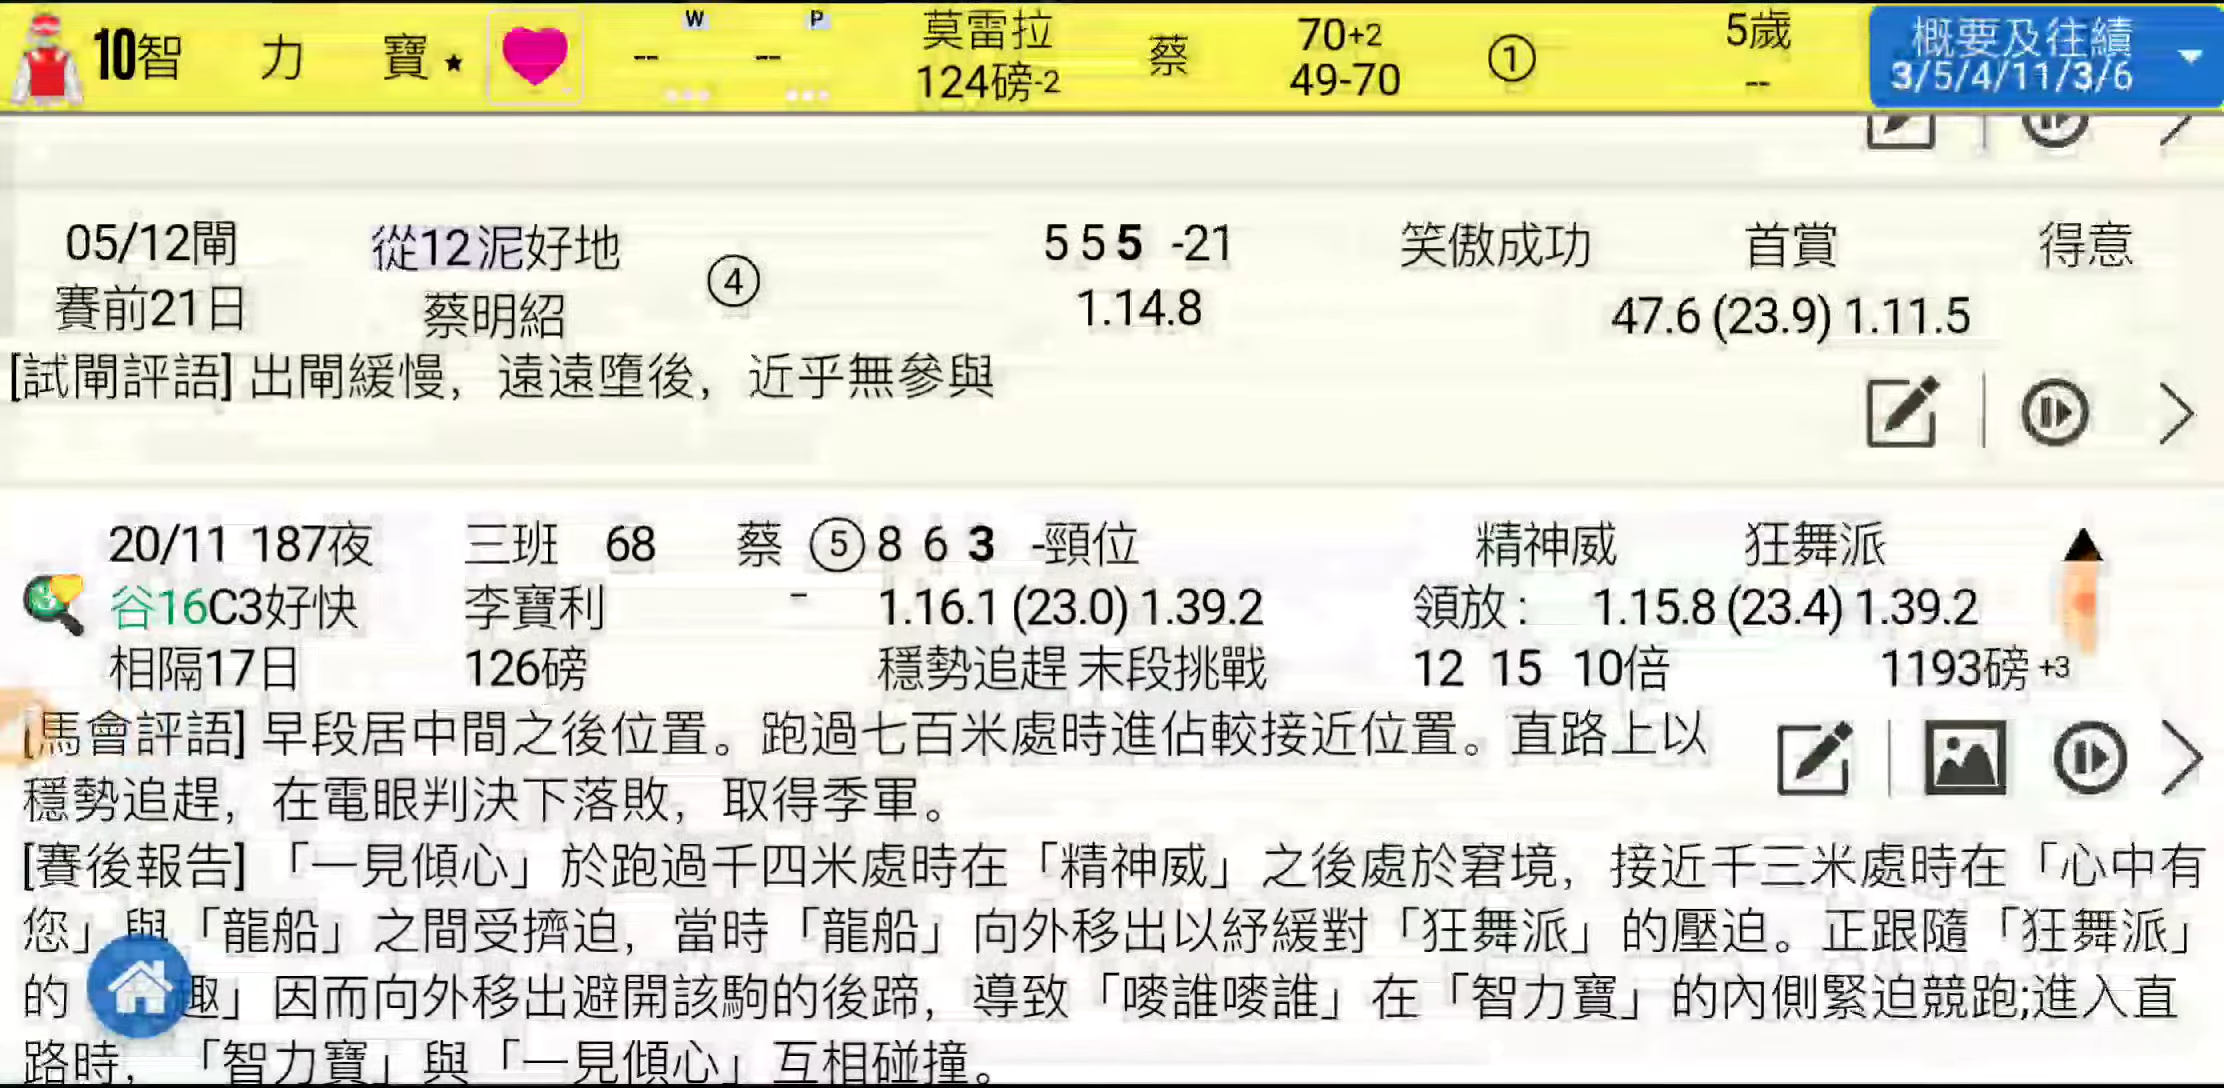 10智力寶★ -- W -- P 莫雷拉 蔡 70+2 ① 5歲 概要及往績
124磅-2 49-70 -- 3/5/4/11/3/6
05/12閘 從12泥好地 ④ 5 5 5 -21 笑傲成功 首賞 得意
賽前21日 蔡明紹 1.14.8 47.6 (23.9) 1.11.5
[試閘評語] 出閘緩慢，遠遠墮後，近乎無參與
20/11 187夜 三班 68 蔡 ⑤ 8 6 3 -頸位 精神威 狂舞派
谷16C3好快 李寶利 - 1.16.1 (23.0) 1.39.2 領放： 1.15.8 (23.4) 1.39.2
相隔17日 126磅 穩勢追趕 末段挑戰 12 15 10倍 1193磅 +3
[馬會評語] 早段居中間之後位置。跑過七百米處時進佔較接近位置。直路上以
穩勢追趕，在電眼判決下落敗，取得季軍。
[賽後報告] 「一見傾心」於跑過千四米處時在「精神威」之後處於窘境，接近千三米處時在「心中有
您」與「龍船」之間受擠迫，當時「龍船」向外移出以紓緩對「狂舞派」的壓迫。正跟隨「狂舞派」
的 趣」因而向外移出避開該駒的後蹄，導致「嘜誰嘜誰」在「智力寶」的內側緊迫競跑;進入直
路時，「智力寶」與「一見傾心」互相碰撞。